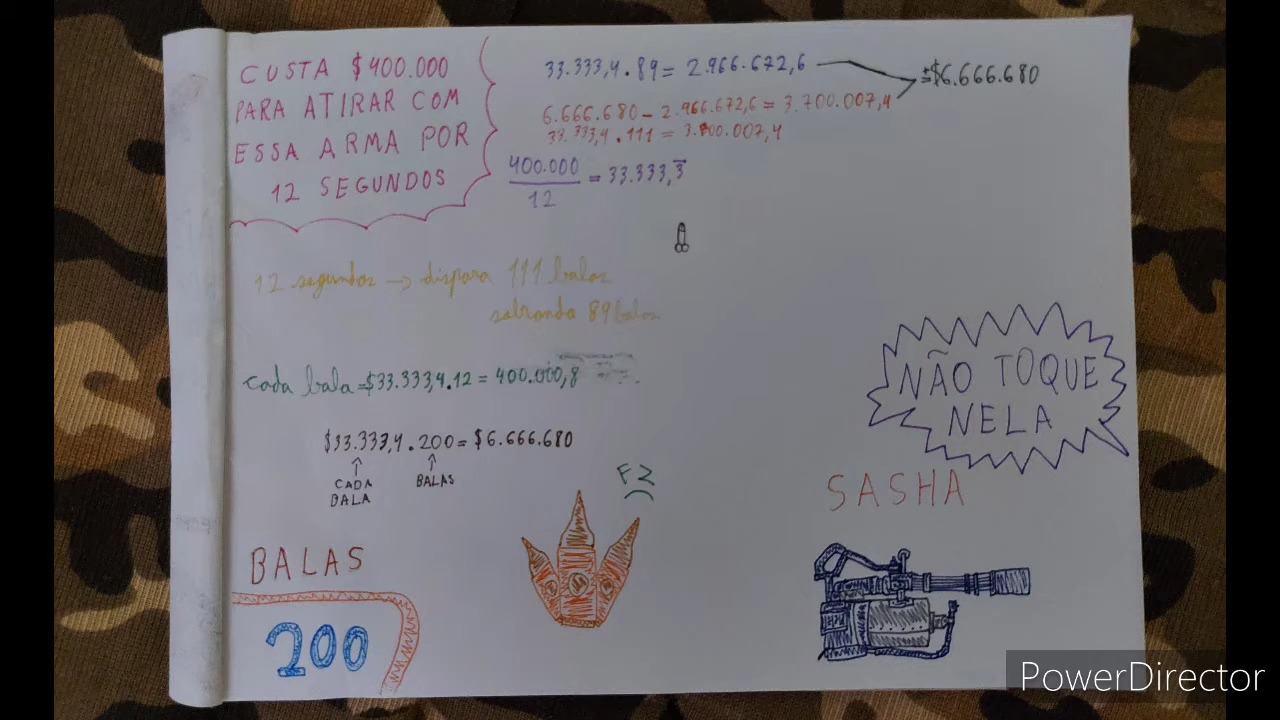 CUSTA $400.000
PARA ATIRAR COM
ESSA ARMA POR
12 SEGUNDOS
33.333,4.89= 2.966.672,6
±$6.666.680
6.666.680-2.966.672,6=3.700.007,4
33.333,4.111=3.700.007,4
400.000
12
=33.333,3̅
12 segundos → dispara 111 balas
sobrando 89 balas
cada bala=$33.333,4.12=400.000,8
$33.333,4.200=$6.666.680
CADA
BALA
BALAS
NÃO TOQUE
NELA
SASHA
F2
BALAS
200
PowerDirector